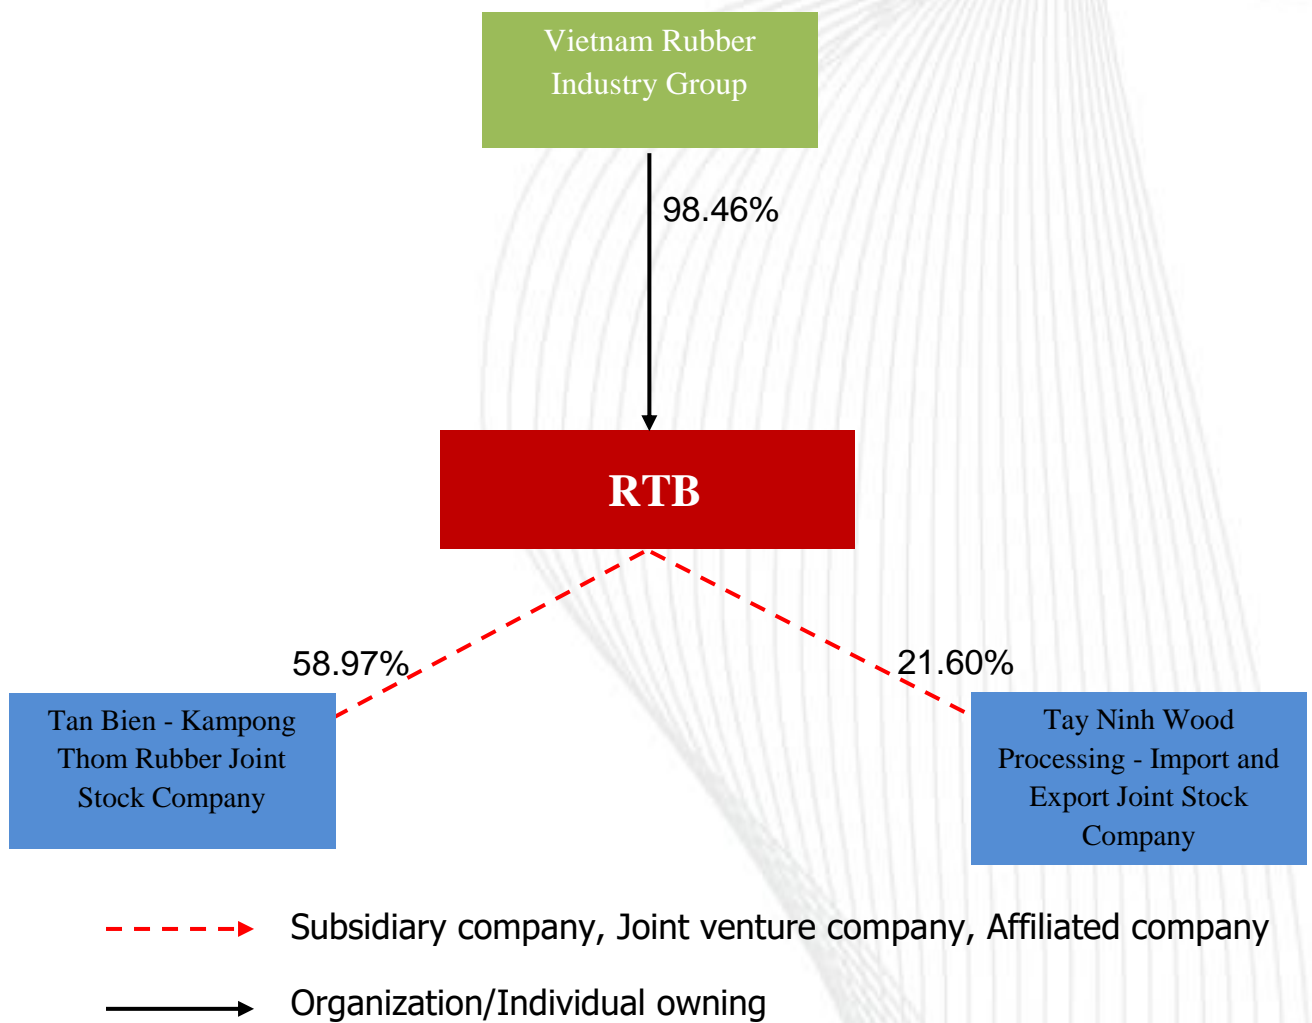 Vietnam Rubber
Industry Group
98.46%
RTB
58.97%
21.60%
Tan Bien - Kampong
Thom Rubber Joint
Stock Company
Tay Ninh Wood
Processing - Import and
Export Joint Stock
Company
Subsidiary company, Joint venture company, Affiliated company
Organization/Individual owning